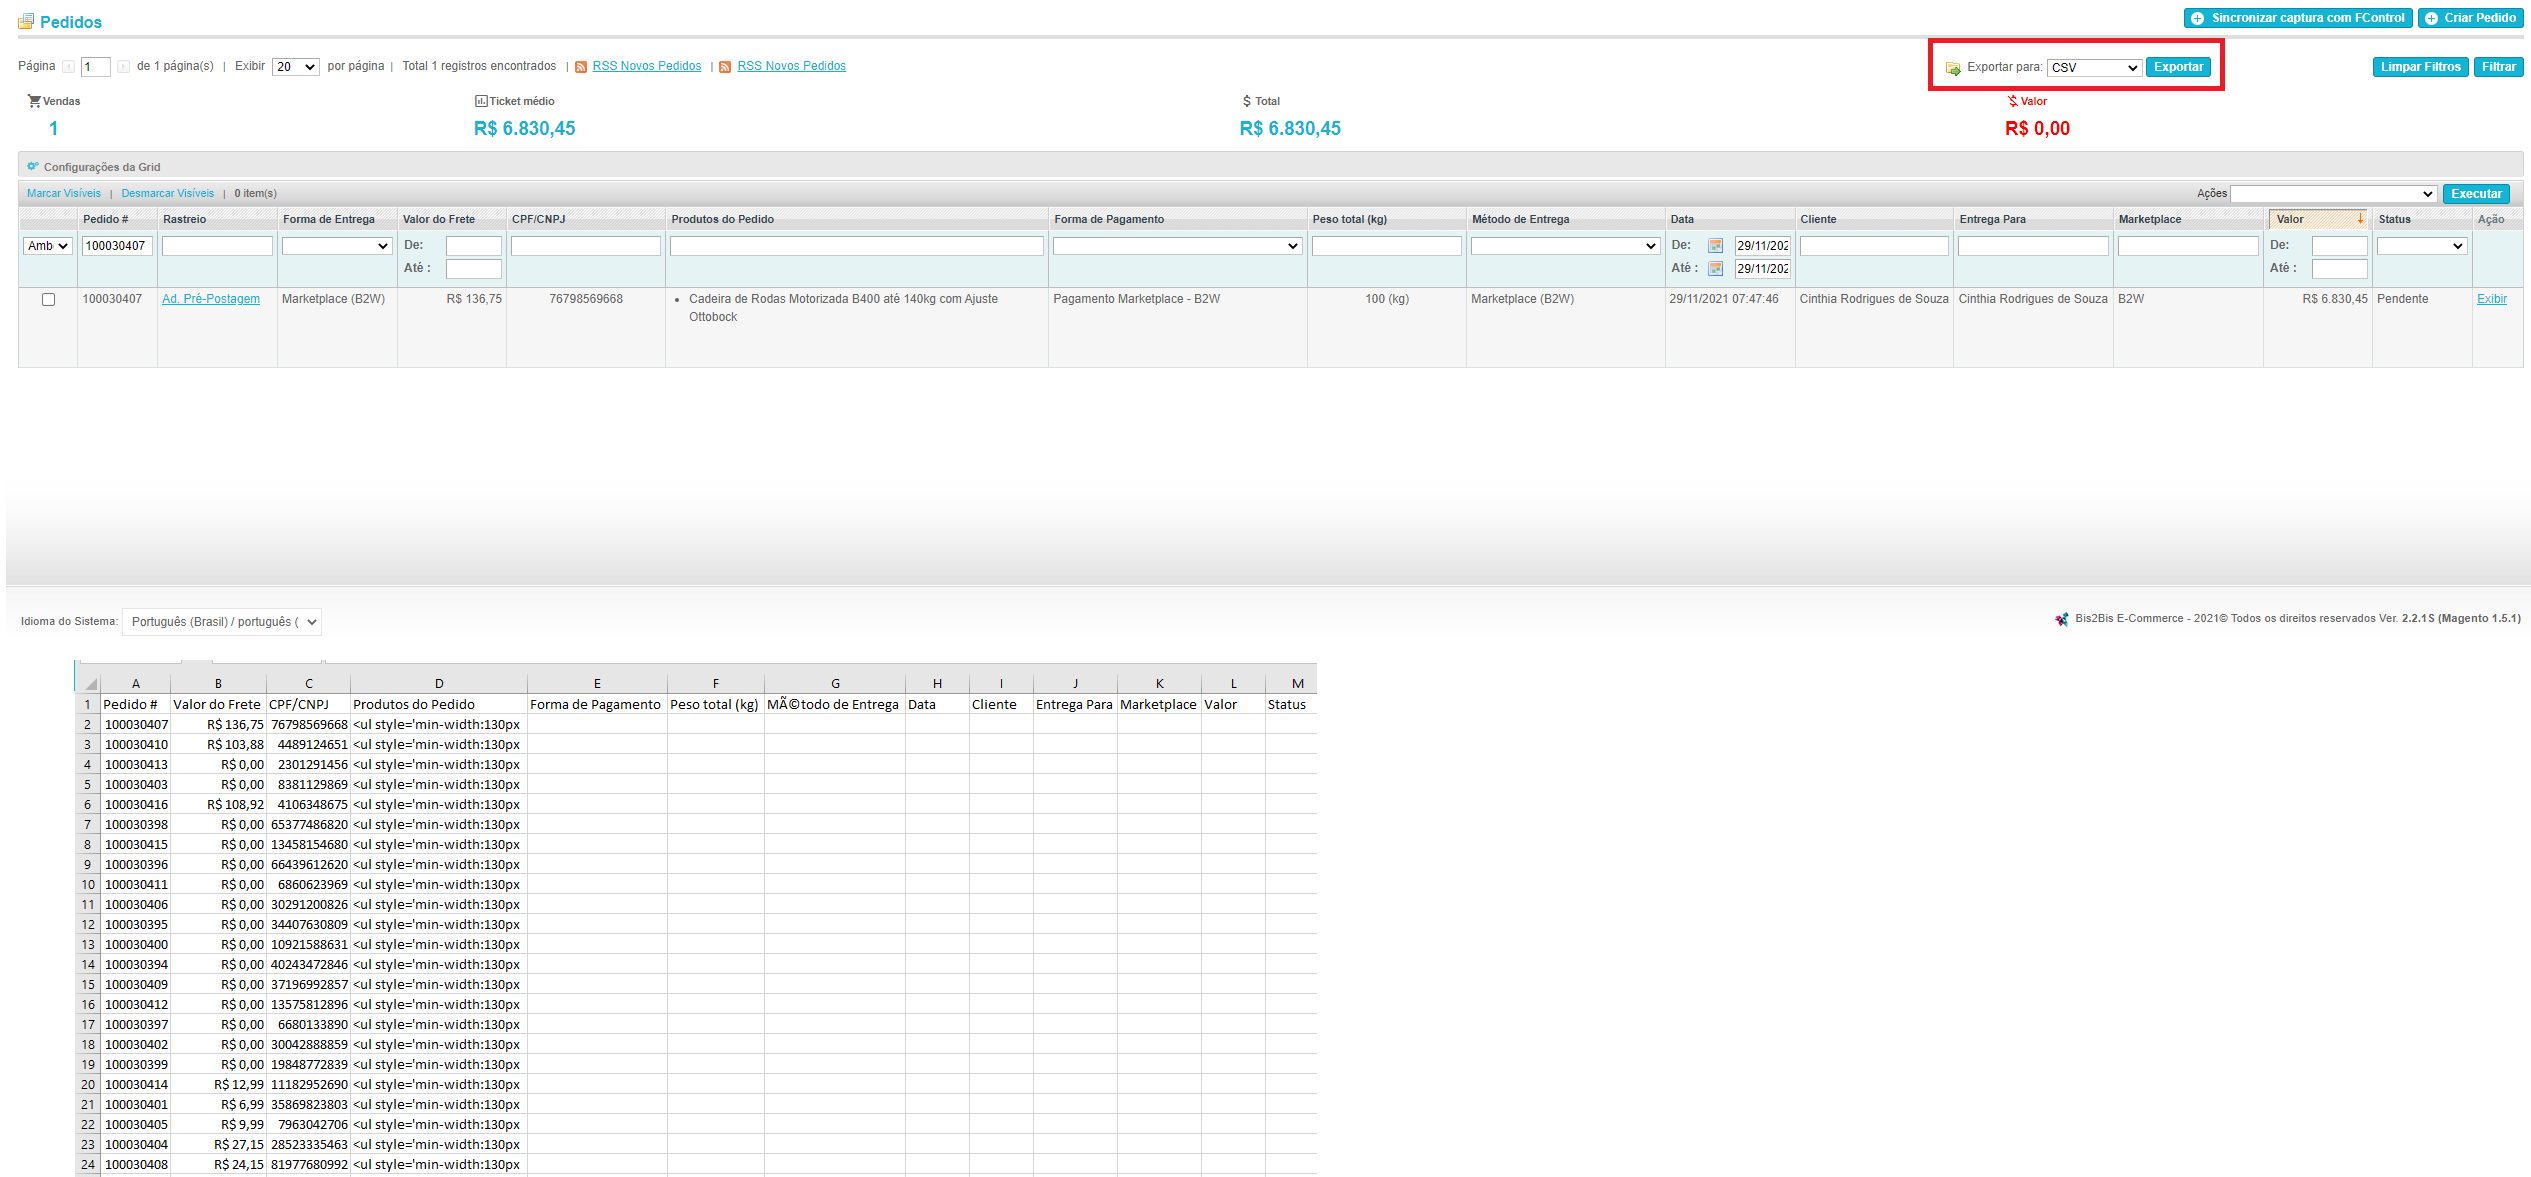 Pedidos
Sincronizar captura com FControl
Criar Pedido
Página 1 de 1 página(s) | Exibir 20 por página | Total 1 registros encontrados | RSS Novos Pedidos | RSS Novos Pedidos
Exportar para: CSV Exportar
Limpar Filtros Filtrar
Vendas Ticket médio Total Valor
1 R$ 6.830,45 R$ 6.830,45 R$ 0,00
Configurações da Grid
Marcar Visíveis | Desmarcar Visíveis | 0 item(s) Ações Executar
Pedido # Rastreio Forma de Entrega Valor do Frete CPF/CNPJ Produtos do Pedido Forma de Pagamento Peso total (kg) Método de Entrega Data Cliente Entrega Para Marketplace Valor Status Ação
Amb 100030407 De: De: 29/11/202 De:
Até : Até : 29/11/202 Até :
100030407 Ad. Pré-Postagem Marketplace (B2W) R$ 136,75 76798569668 • Cadeira de Rodas Motorizada B400 até 140kg com Ajuste Pagamento Marketplace - B2W 100 (kg) Marketplace (B2W) 29/11/2021 07:47:46 Cinthia Rodrigues de Souza Cinthia Rodrigues de Souza B2W R$ 6.830,45 Pendente Exibir
Ottobock
Idioma do Sistema: Português (Brasil) / português (
Bis2Bis E-Commerce - 2021© Todos os direitos reservados Ver. 2.2.1S (Magento 1.5.1)
A B C D E F G H I J K L M
1 Pedido # Valor do Frete CPF/CNPJ Produtos do Pedido Forma de Pagamento Peso total (kg) MÃ©todo de Entrega Data Cliente Entrega Para Marketplace Valor Status
2 100030407 R$ 136,75 76798569668 <ul style='min-width:130px
3 100030410 R$ 103,88 4489124651 <ul style='min-width:130px
4 100030413 R$ 0,00 2301291456 <ul style='min-width:130px
5 100030403 R$ 0,00 8381129869 <ul style='min-width:130px
6 100030416 R$ 108,92 4106348675 <ul style='min-width:130px
7 100030398 R$ 0,00 65377486820 <ul style='min-width:130px
8 100030415 R$ 0,00 13458154680 <ul style='min-width:130px
9 100030396 R$ 0,00 66439612620 <ul style='min-width:130px
10 100030411 R$ 0,00 6860623969 <ul style='min-width:130px
11 100030406 R$ 0,00 30291200826 <ul style='min-width:130px
12 100030395 R$ 0,00 34407630809 <ul style='min-width:130px
13 100030400 R$ 0,00 10921588631 <ul style='min-width:130px
14 100030394 R$ 0,00 40243472846 <ul style='min-width:130px
15 100030409 R$ 0,00 37196992857 <ul style='min-width:130px
16 100030412 R$ 0,00 13575812896 <ul style='min-width:130px
17 100030397 R$ 0,00 6680133890 <ul style='min-width:130px
18 100030402 R$ 0,00 30042888859 <ul style='min-width:130px
19 100030399 R$ 0,00 19848772839 <ul style='min-width:130px
20 100030414 R$ 12,99 11182952690 <ul style='min-width:130px
21 100030401 R$ 6,99 35869823803 <ul style='min-width:130px
22 100030405 R$ 9,99 7963042706 <ul style='min-width:130px
23 100030404 R$ 27,15 28523335463 <ul style='min-width:130px
24 100030408 R$ 24,15 81977680992 <ul style='min-width:130px